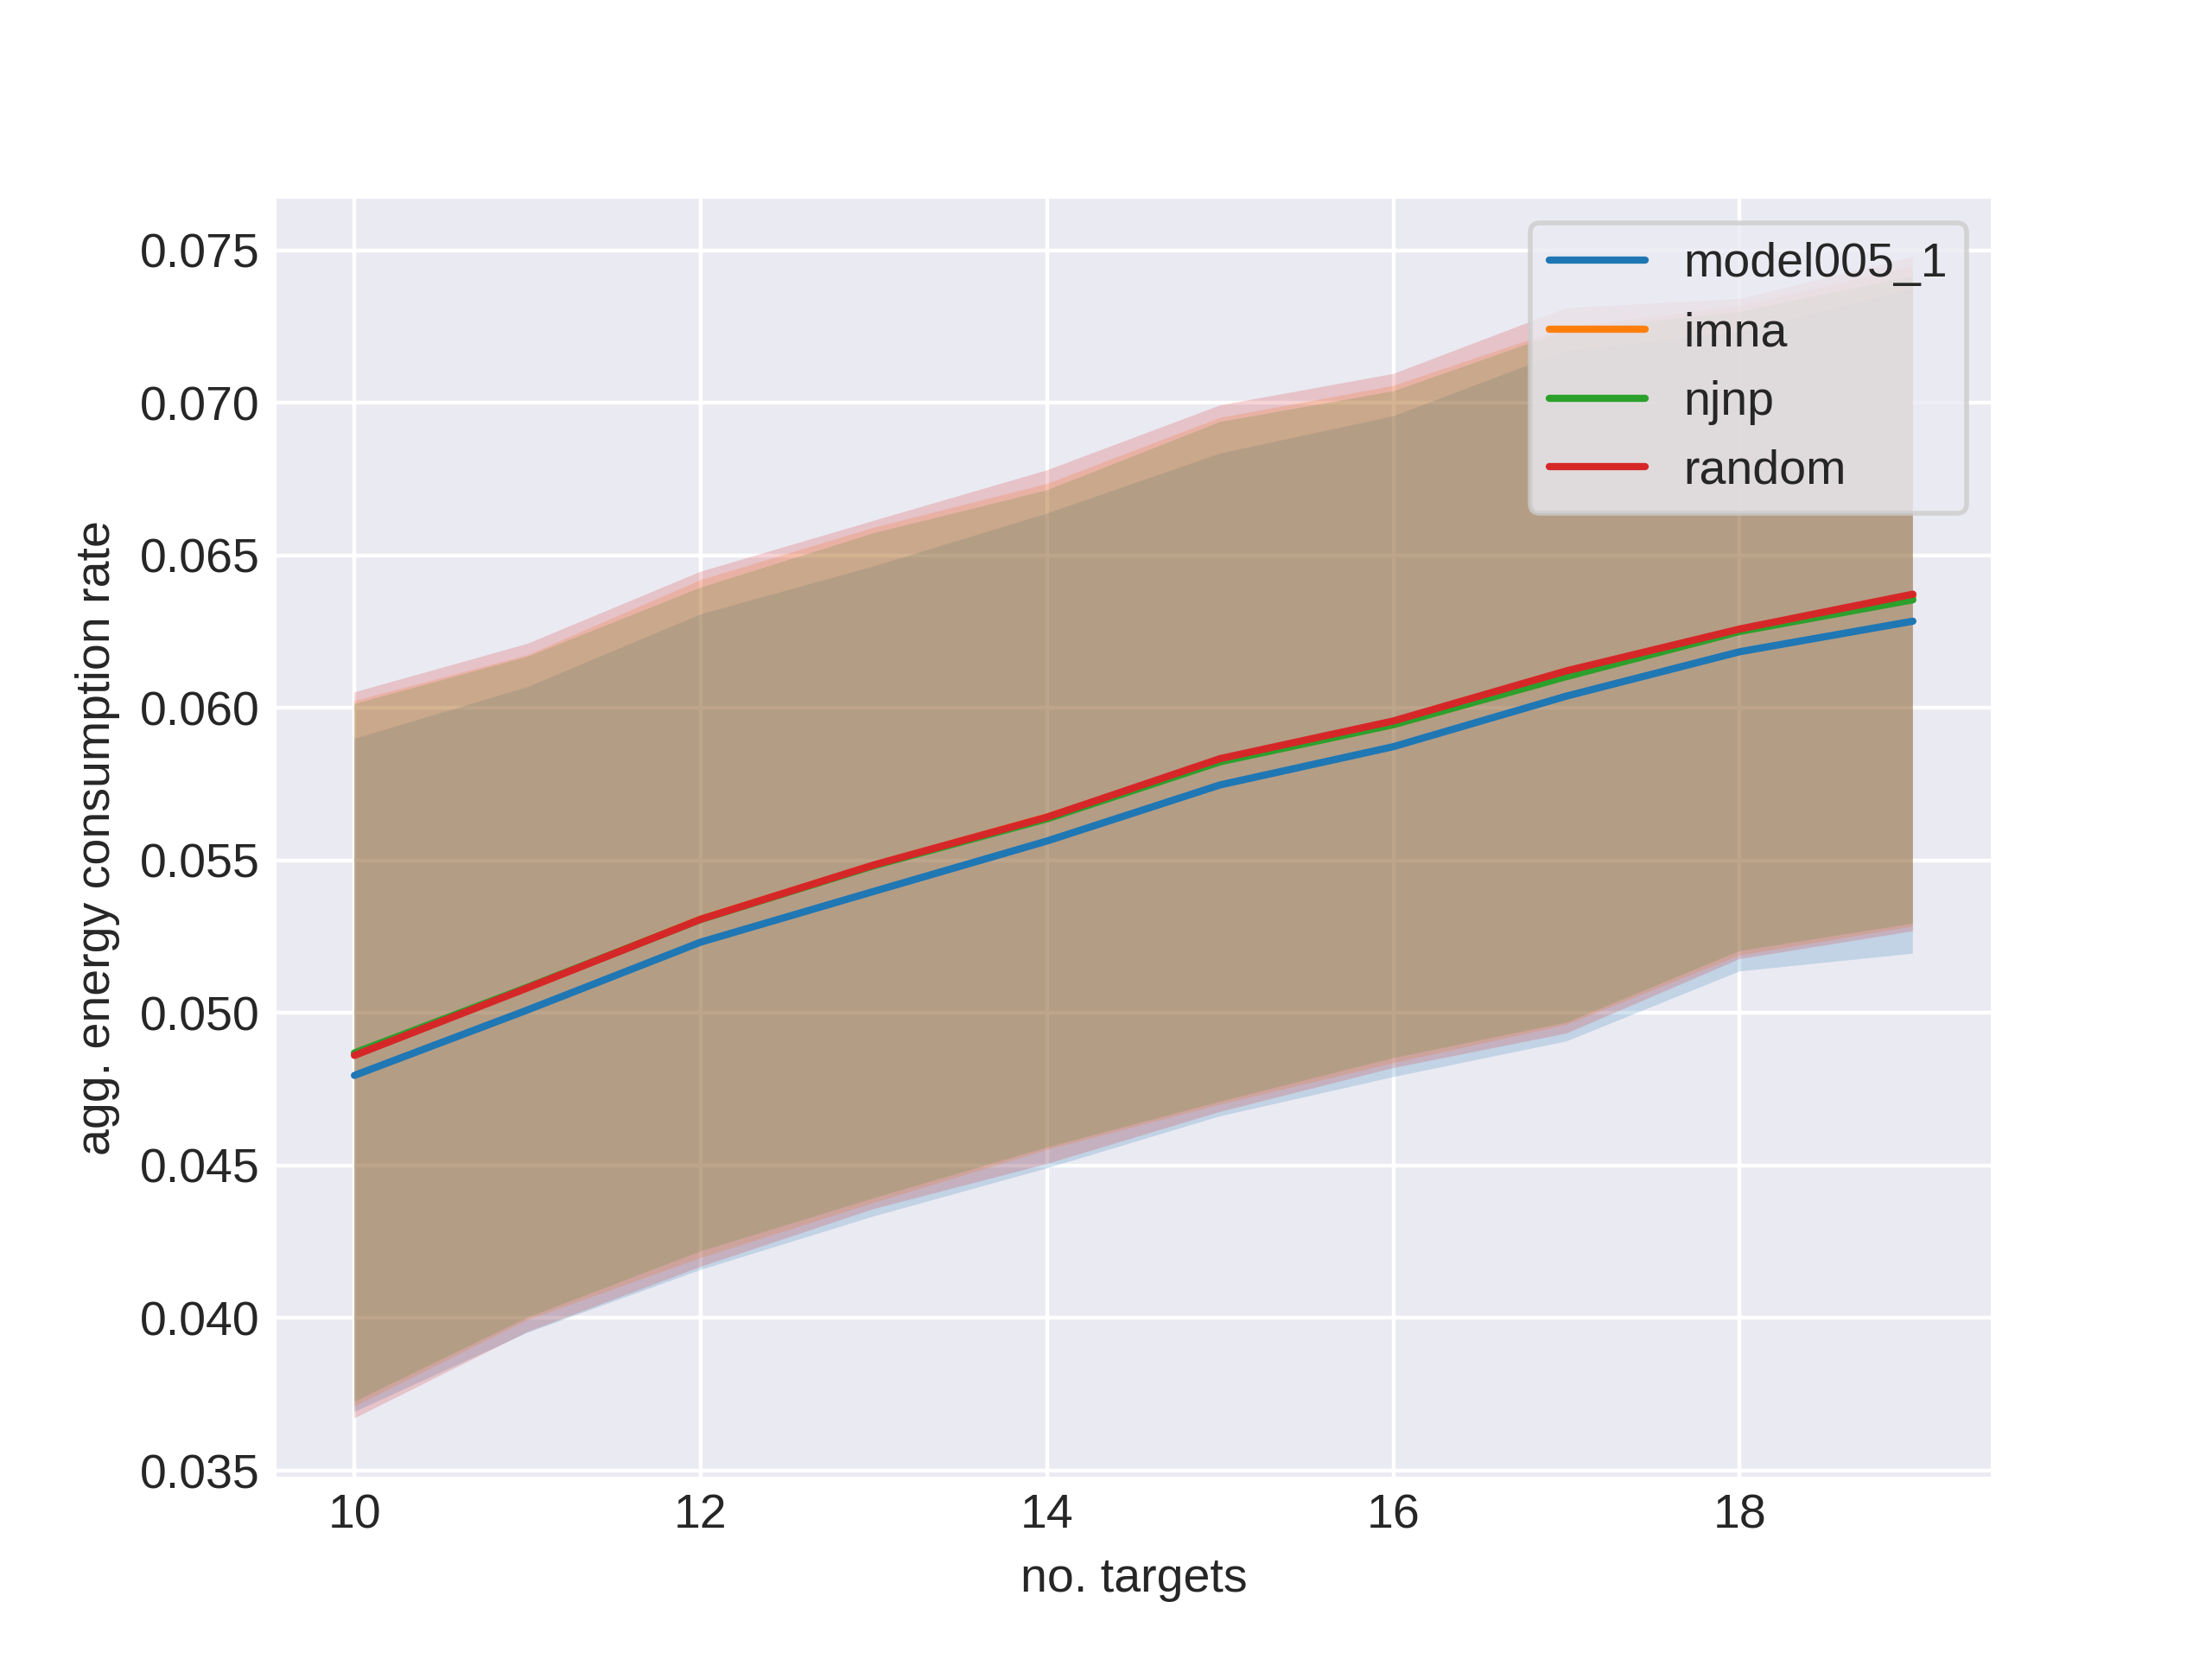 0.075
0.070
0.065
0.060
0.055
0.050
0.045
0.040
0.035
agg. energy consumption rate
model005_1
imna
njnp
random
10 12 14 16 18
no. targets